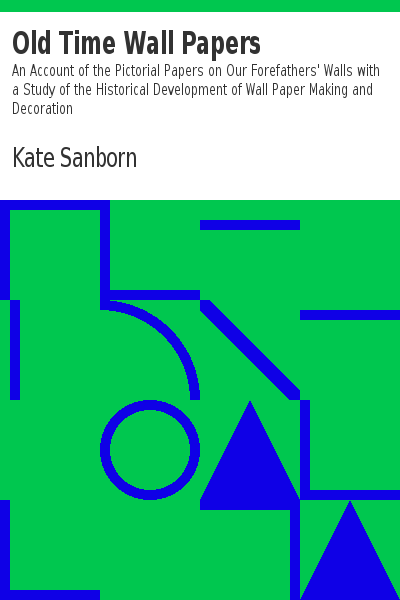 Old Time Wall Papers
An Account of the Pictorial Papers on Our Forefathers' Walls with
a Study of the Historical Development of Wall Paper Making and
Decoration
Kate Sanborn